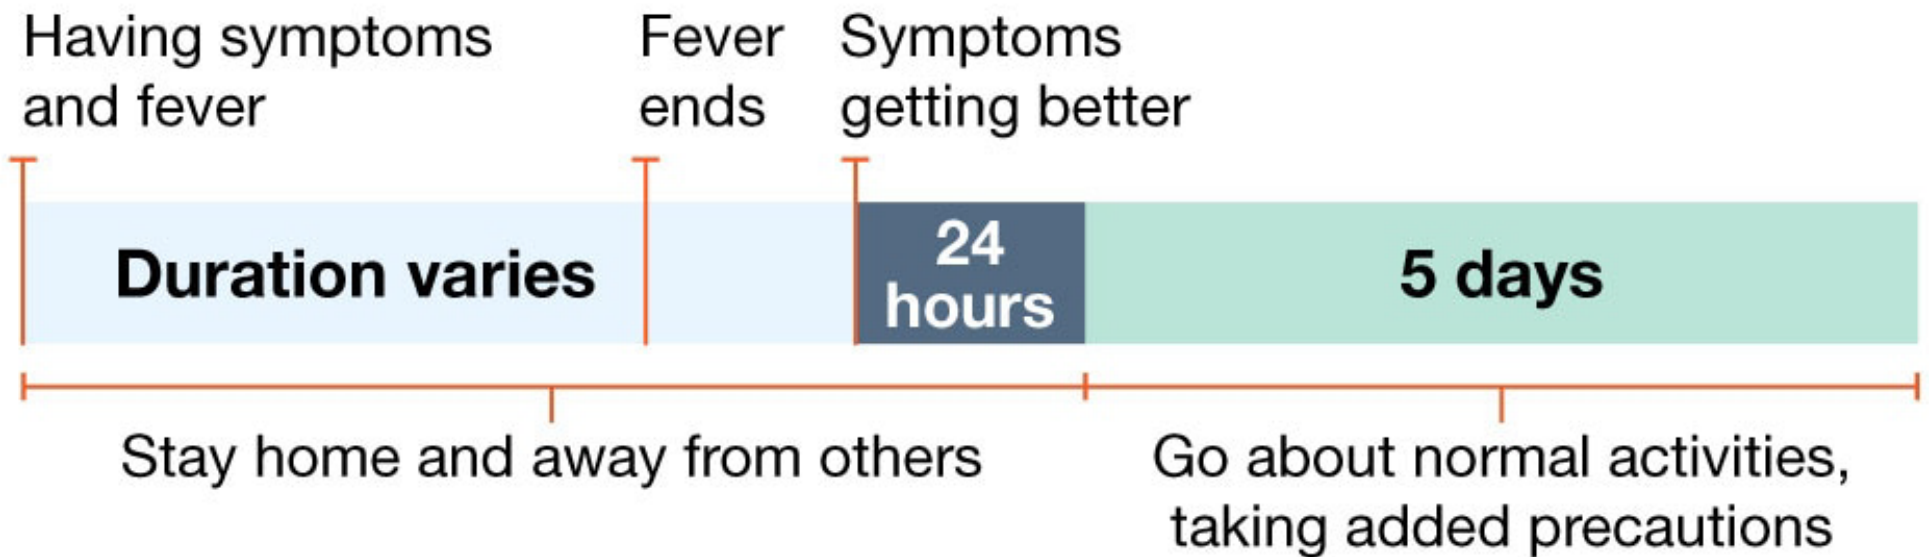 Having symptoms
and fever
Fever
ends
Symptoms
getting better
Duration varies
24
hours
5 days
Stay home and away from others
Go about normal activities,
taking added precautions